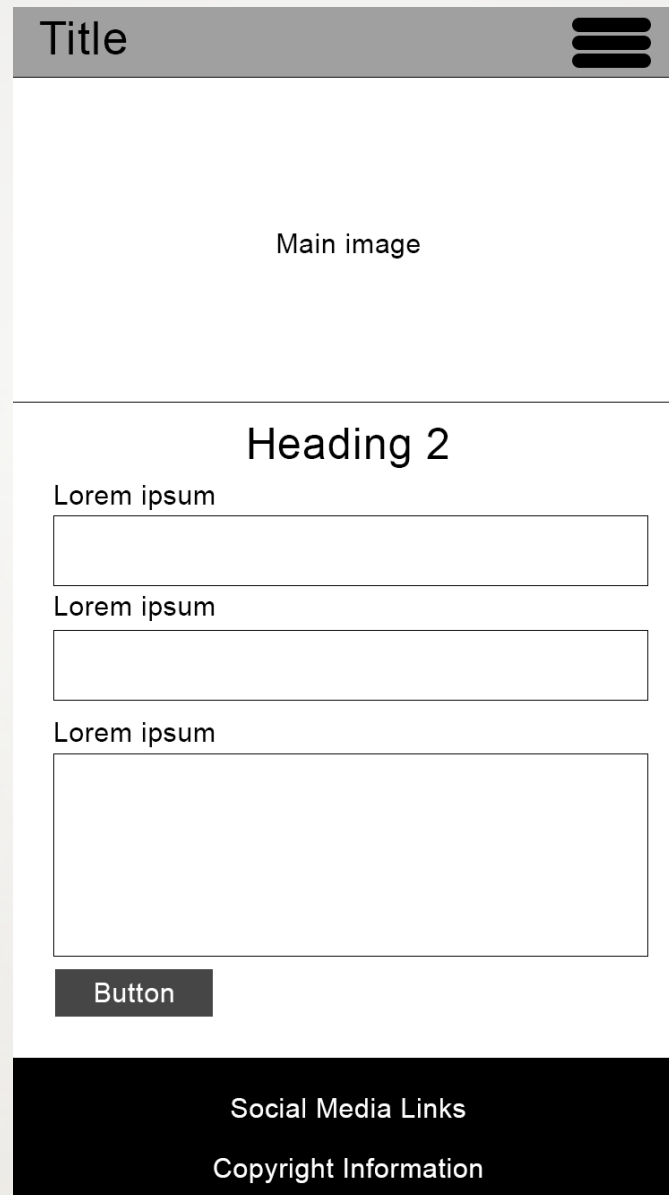 Title
Main image
Heading 2
Lorem ipsum
Lorem ipsum
Lorem ipsum
Button
Social Media Links
Copyright Information